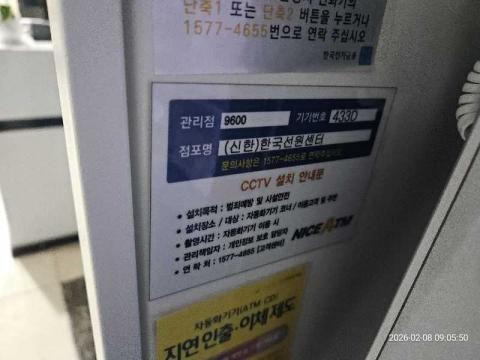 단축1 또는 단축2 버튼을 누르거나
1577-4655번으로 연락 주십시오
한국전자금융
관리점 9600 기기번호 4330
점포명 (신한)한국선원센터
문의사항은 1577-4655로 연락주십시오
CCTV 설치 안내문
• 설치목적 : 범죄예방 및 시설안전
• 설치장소 / 대상 : 자동화기기 코너 / 이용고객 및 주변
• 촬영시간 : 자동화기기 이용 시
• 관리책임자 : 개인정보 보호 담당자
• 연 락 처 : 1577-4655 [고객센터]
NICE ATM
자동화기기(ATM·CD)
지연 인출·이체 제도
2026-02-08 09:05:50